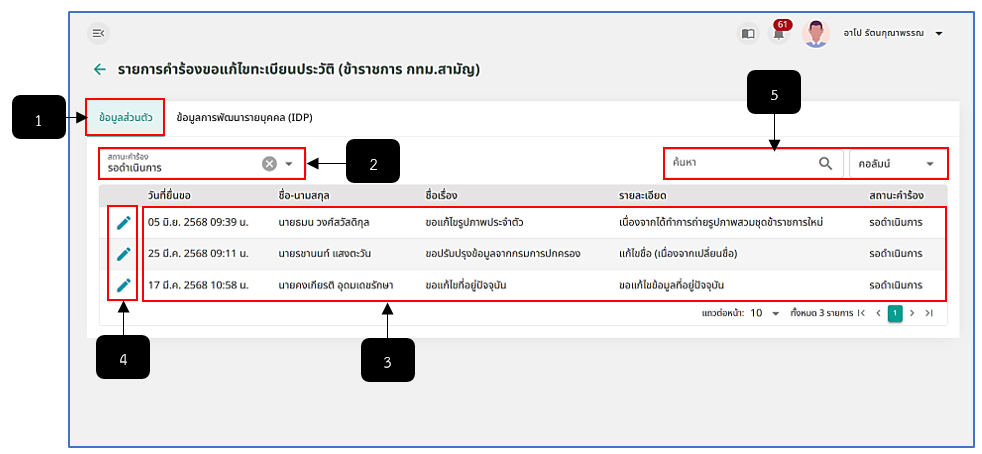 61
อาโป รัตนกุณาพรรณ
รายการคำร้องขอแก้ไขทะเบียนประวัติ (ข้าราชการ กทม.สามัญ)
5
1
ข้อมูลส่วนตัว ข้อมูลการพัฒนารายบุคคล (IDP)
2
สถานะคำร้อง
รอดำเนินการ
ค้นหา คอลัมน์
วันที่ยื่นขอ ชื่อ-นามสกุล ชื่อเรื่อง รายละเอียด สถานะคำร้อง
05 มิ.ย. 2568 09:39 น. นายธมน วงศ์สวัสดิกุล ขอแก้ไขรูปภาพประจำตัว เนื่องจากได้ทำการถ่ายรูปภาพสวมชุดข้าราชการใหม่ รอดำเนินการ
25 มี.ค. 2568 09:11 น. นายรชานนท์ แสงตะวัน ขอปรับปรุงข้อมูลจากกรมการปกครอง แก้ไขชื่อ (เนื่องจากเปลี่ยนชื่อ) รอดำเนินการ
17 มี.ค. 2568 10:58 น. นายคงเกียรติ อุดมเดชรักษา ขอแก้ไขที่อยู่ปัจจุบัน ขอแก้ไขข้อมูลที่อยู่ปัจจุบัน รอดำเนินการ
แถวต่อหน้า: 10 ทั้งหมด 3 รายการ 1
4
3